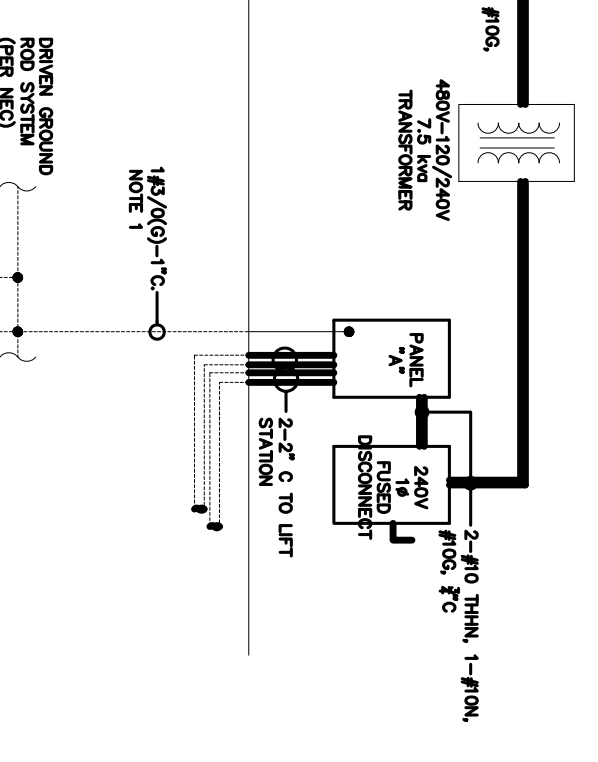 #10G,
480V-120/240V
7.5 kva
TRANSFORMER
DRIVEN GROUND
ROD SYSTEM
(PER NEC)
1#3/0(G)-1"C.
NOTE 1
PANEL
"A"
240V
1ø
FUSED
DISCONNECT
2-2" C TO LIFT
STATION
2-#10 THHN, 1-#10N,
#10G, ¾"C